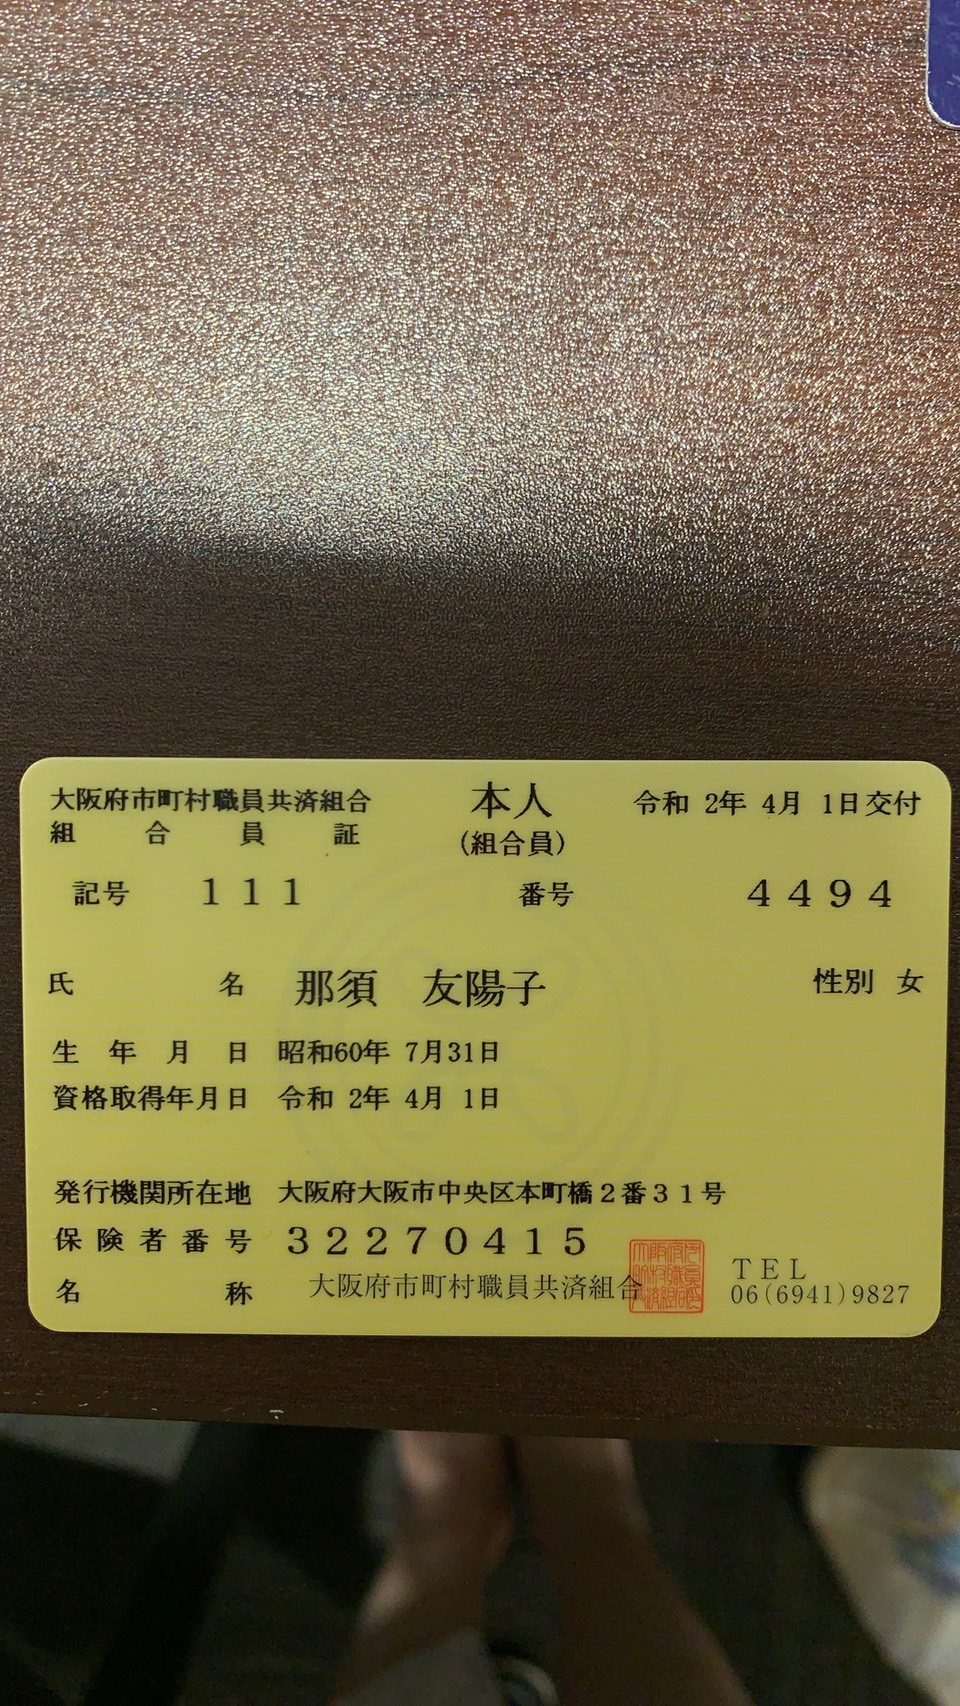 大阪府市町村職員共済組合
組合員証
本人
(組合員)
令和 2年 4月 1日交付
記号 111 番号 4494
氏名 那須 友陽子 性別 女
生年月日 昭和60年 7月31日
資格取得年月日 令和 2年 4月 1日
発行機関所在地 大阪府大阪市中央区本町橋2番31号
保険者番号 32270415
名称 大阪府市町村職員共済組合
TEL
06(6941)9827